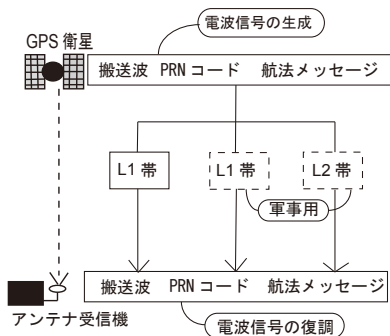 電波信号の生成
GPS 衛星
搬送波 PRN コード 航法メッセージ
L1 帯 L1 帯 L2 帯
軍事用
搬送波 PRN コード 航法メッセージ
アンテナ受信機
電波信号の復調